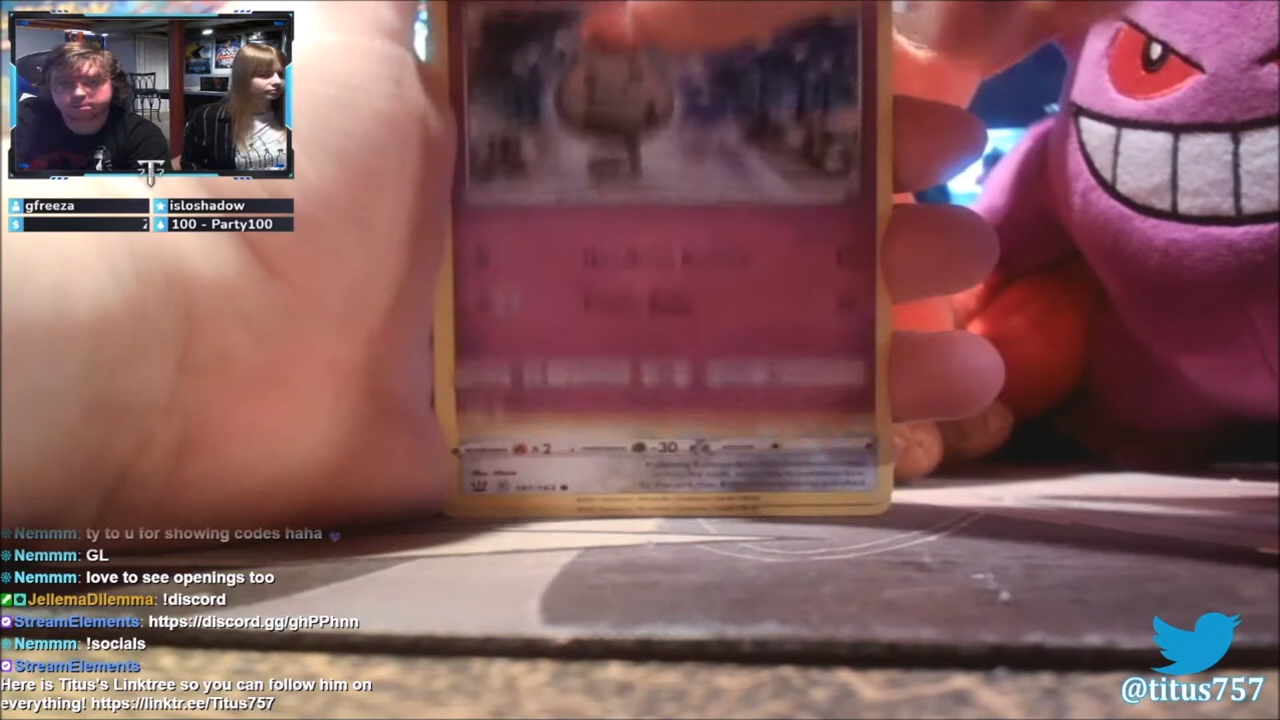 gfreeza
isloshadow
$
100 - Party100
×2
-30
Nemmm: ty to u for showing codes haha
Nemmm: GL
Nemmm: love to see openings too
JellemaDilemma: !discord
StreamElements: https://discord.gg/ghPPhnn
Nemmm: !socials
StreamElements
Here is Titus's Linktree so you can follow him on
everything! https://linktr.ee/Titus757
@titus757